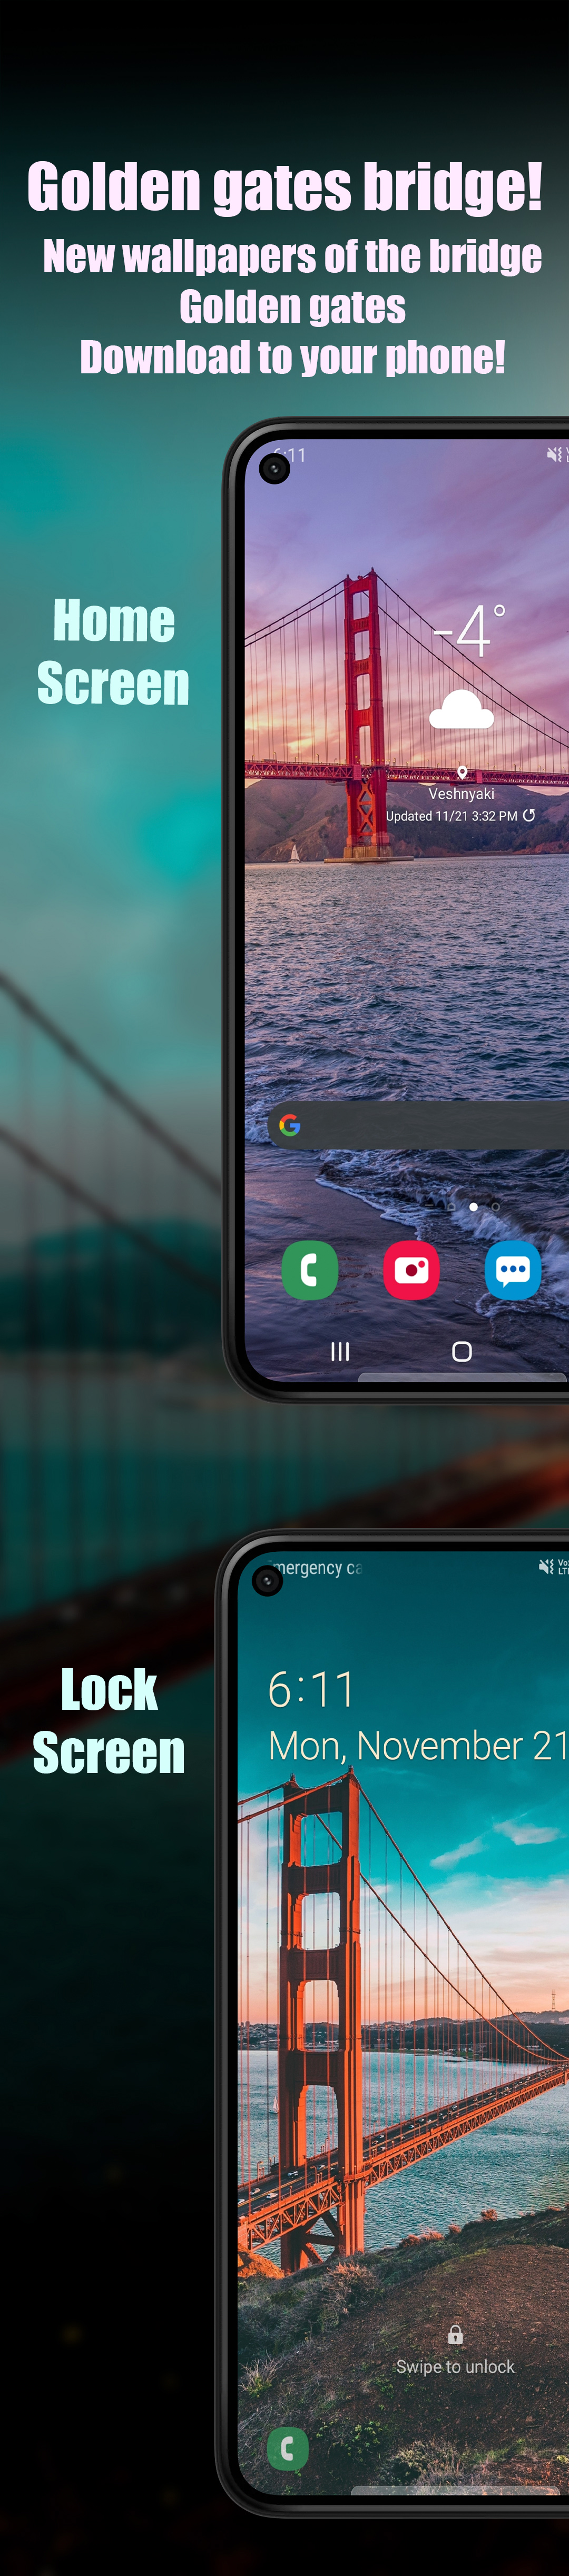 Golden gates bridge!
New wallpapers of the bridge
Golden gates
Download to your phone!
:11
Home
Screen
-4°
Veshnyaki
Updated 11/21 3:32 PM
mergency ca
LTE
Lock
Screen
6:11
Mon, November 21
Swipe to unlock